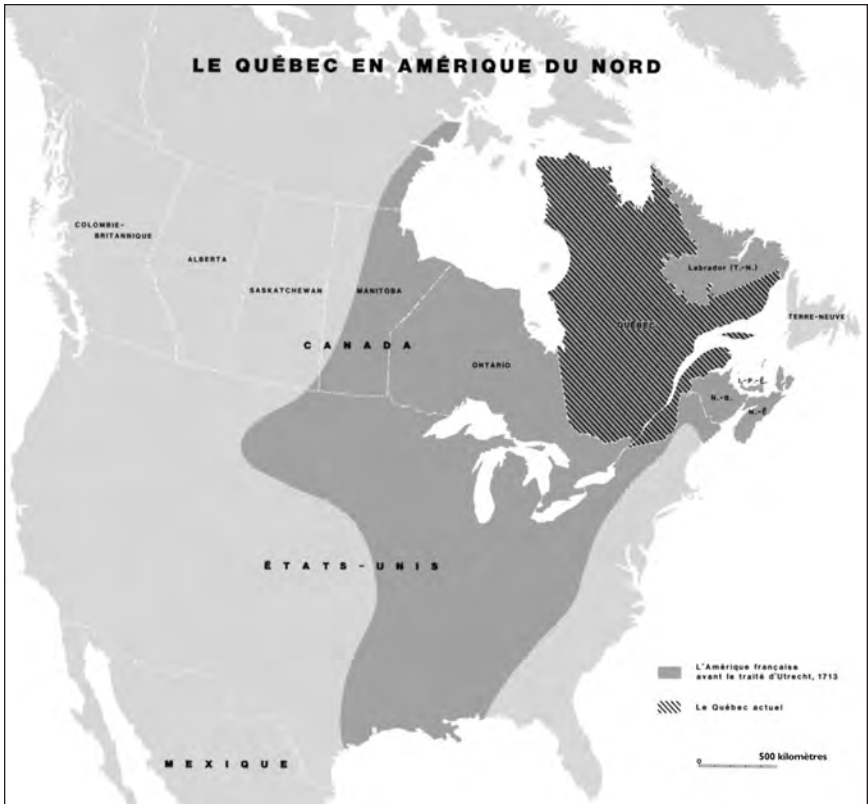 LE QUÉBEC EN AMÉRIQUE DU NORD
COLOMBIE-
BRITANNIQUE
ALBERTA
SASKATCHEWAN
MANITOBA
CANADA
ONTARIO
QUÉBEC
Labrador (T.-N.)
TERRE-NEUVE
I.-P.-É.
N.-B.
N.-É
ÉTATS-UNIS
MEXIQUE
L'Amérique française
avant le traité d'Utrecht, 1713
Le Québec actuel
0
500 kilomètres